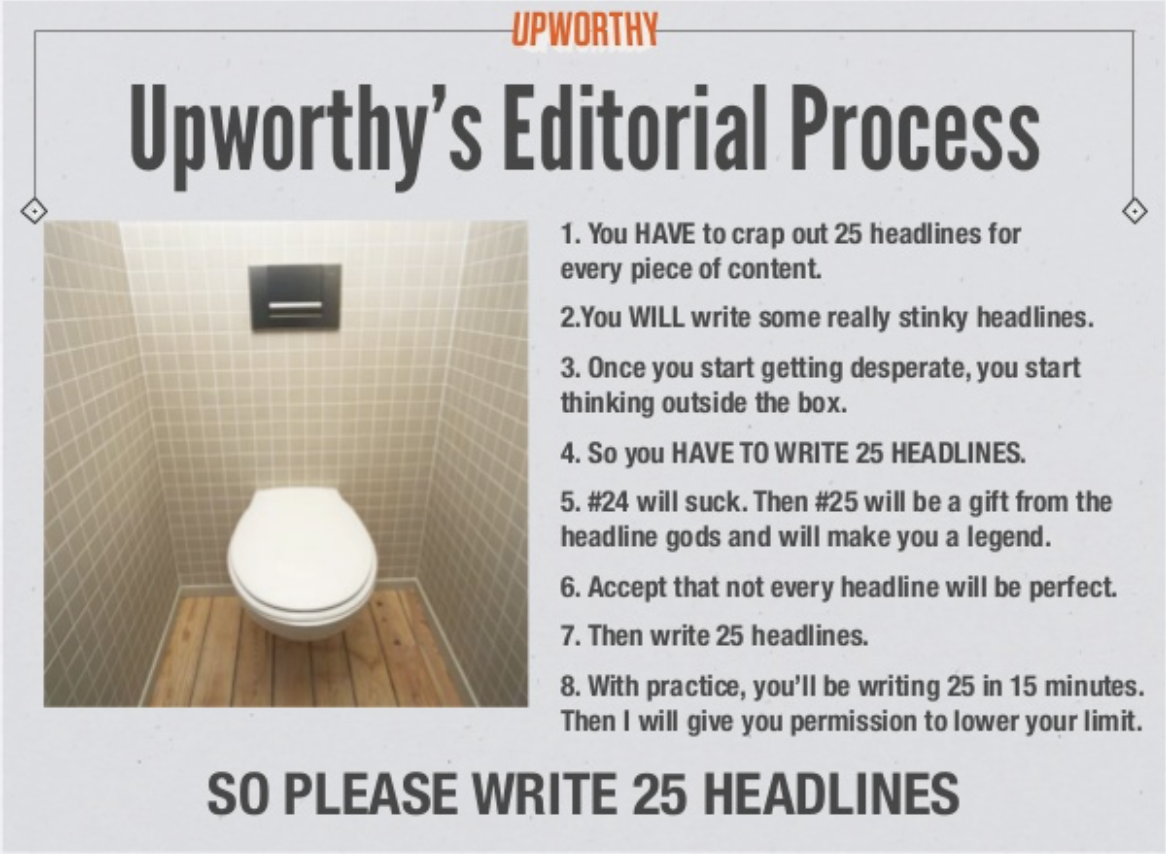 UPWORTHY
Upworthy's Editorial Process
1. You HAVE to crap out 25 headlines for
every piece of content.
2.You WILL write some really stinky headlines.
3. Once you start getting desperate, you start
thinking outside the box.
4. So you HAVE TO WRITE 25 HEADLINES.
5. #24 will suck. Then #25 will be a gift from the
headline gods and will make you a legend.
6. Accept that not every headline will be perfect.
7. Then write 25 headlines.
8. With practice, you'll be writing 25 in 15 minutes.
Then I will give you permission to lower your limit.
SO PLEASE WRITE 25 HEADLINES